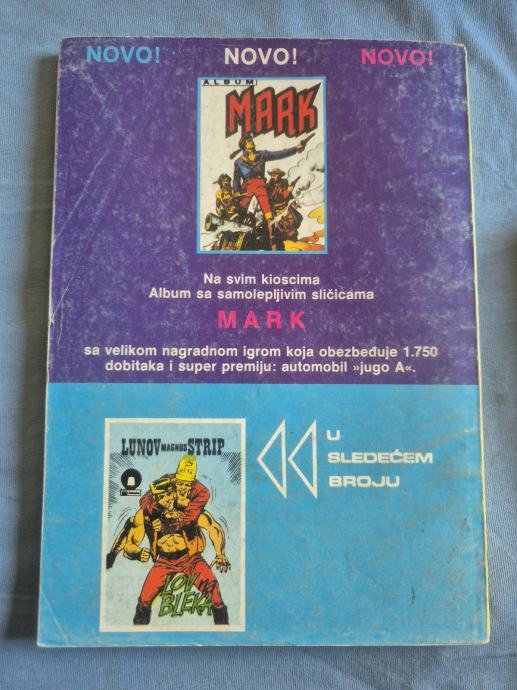 NOVO! NOVO! NOVO!
ALBUM
MARK
Na svim kioscima
Album sa samolepljivim sličicama
MARK
sa velikom nagradnom igrom koja obezbeđuje 1.750
dobitaka i super premiju: automobil »jugo A«.
LUNOV MAGNUS STRIP
LOV NA
BLEKA
U
SLEDEĆEM
BROJU